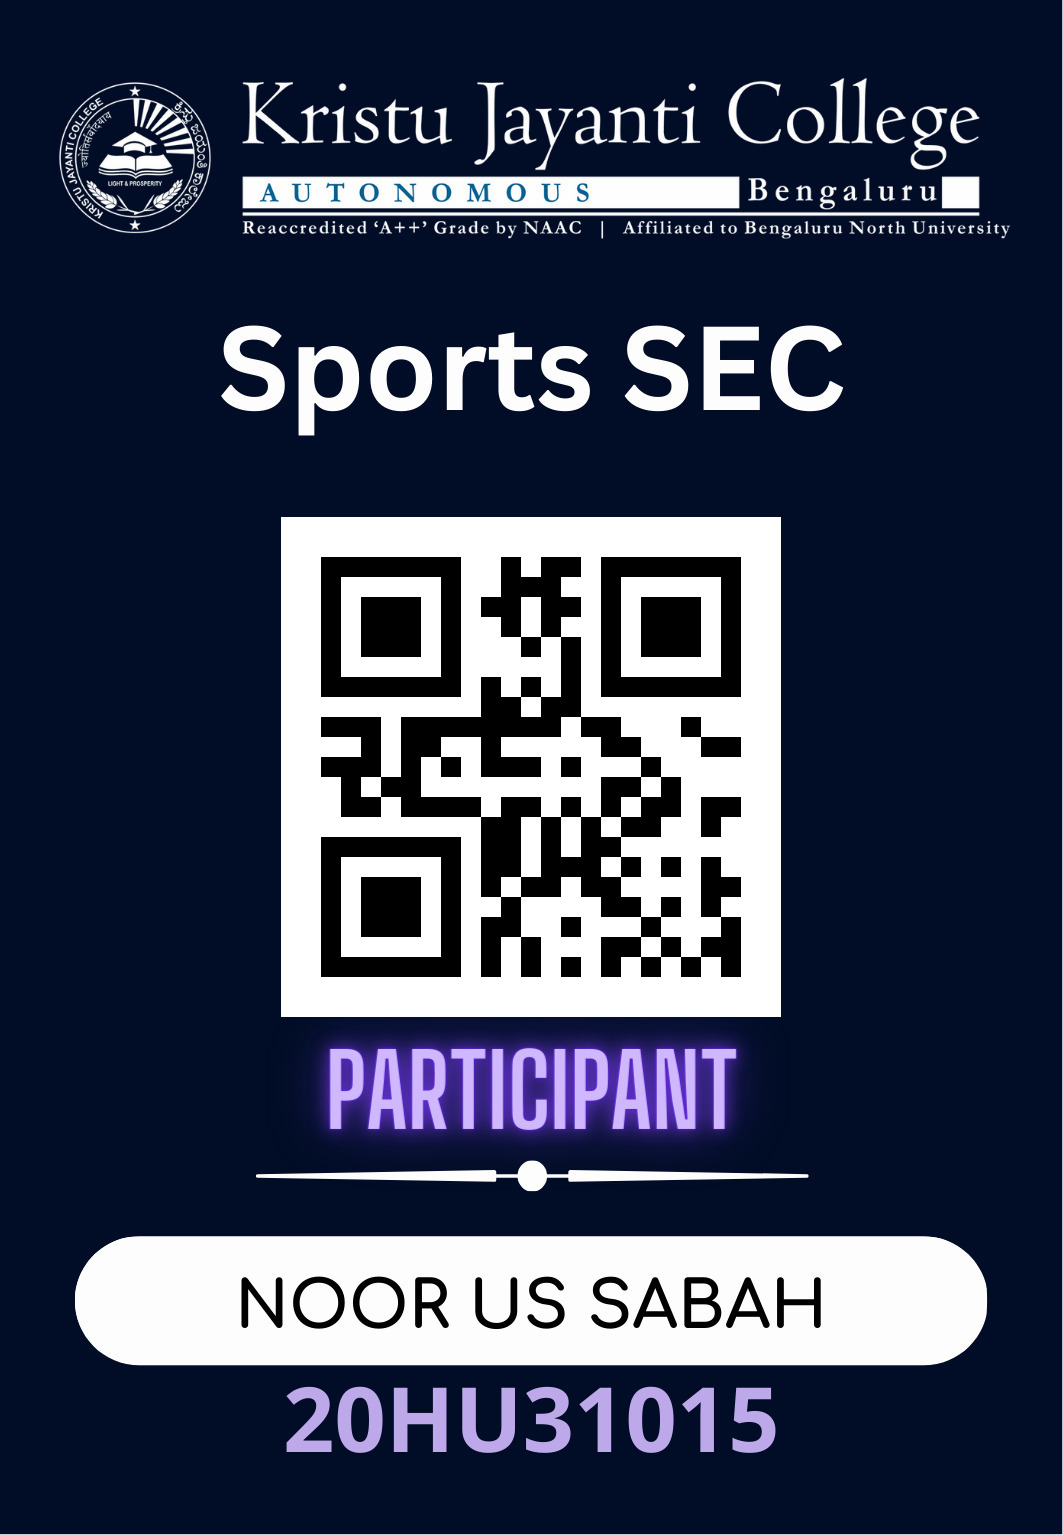 KRISTU JAYANTI COLLEGE
ಕ್ರಿಸ್ತು ಜಯಂತಿ ಕಾಲೇಜು
LIGHT & PROSPERITY
Kristu Jayanti College
AUTONOMOUS Bengaluru
Reaccredited ‘A++’ Grade by NAAC | Affiliated to Bengaluru North University
Sports SEC
PARTICIPANT
NOOR US SABAH
20HU31015